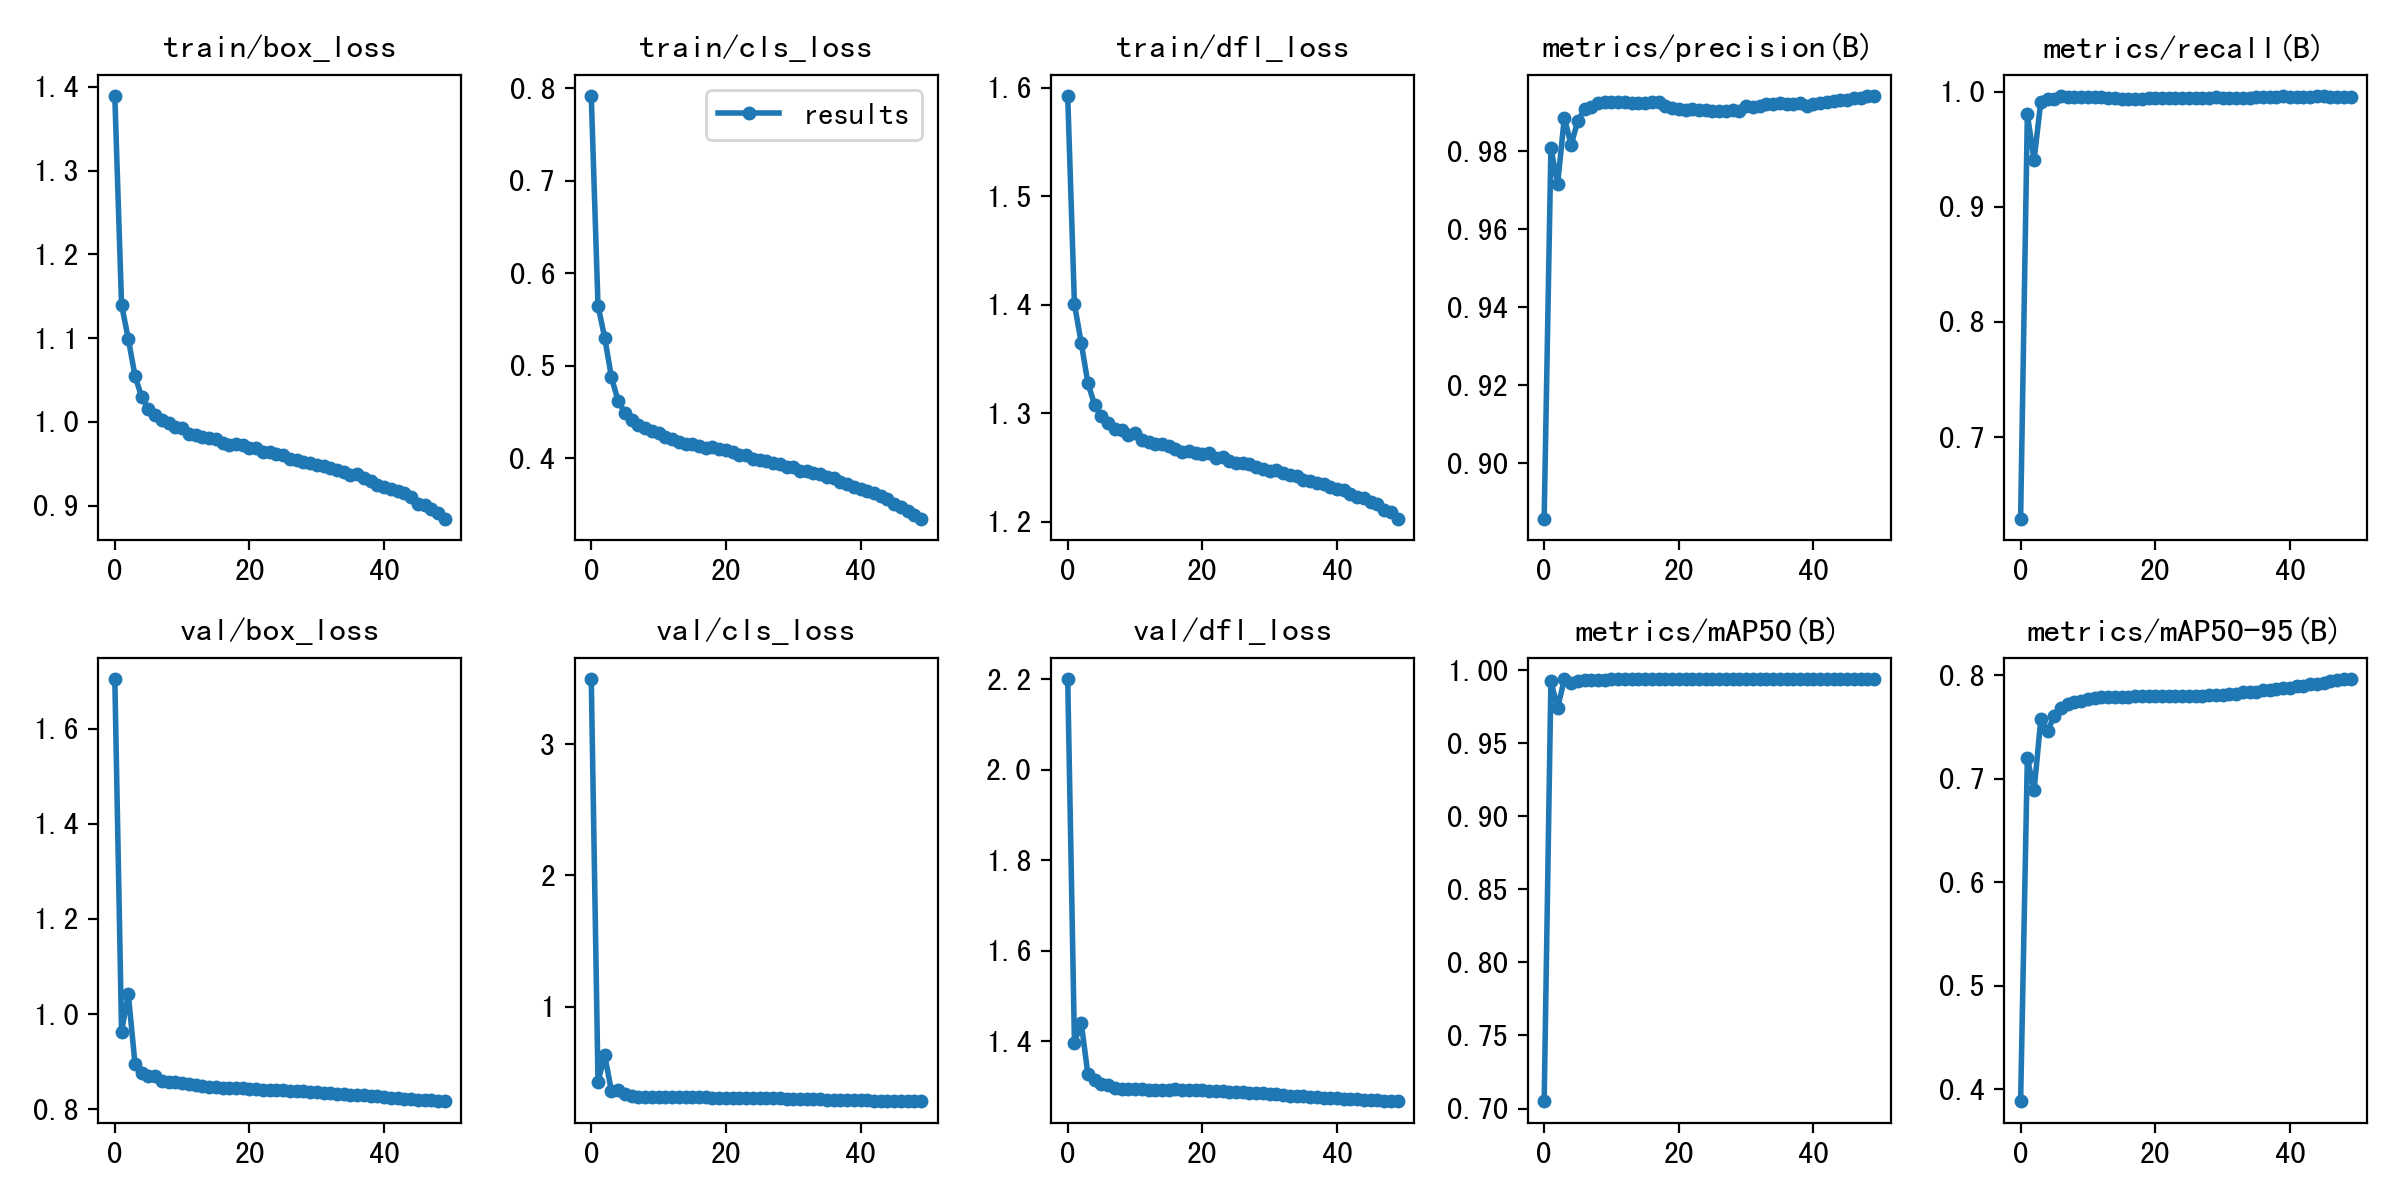 train/box_loss
1.4
1.3
1.2
1.1
1.0
0.9
0 20 40
train/cls_loss
results
0.8
0.7
0.6
0.5
0.4
0 20 40
train/dfl_loss
1.6
1.5
1.4
1.3
1.2
0 20 40
metrics/precision(B)
0.98
0.96
0.94
0.92
0.90
0 20 40
metrics/recall(B)
1.0
0.9
0.8
0.7
0 20 40
val/box_loss
1.6
1.4
1.2
1.0
0.8
0 20 40
val/cls_loss
3
2
1
0 20 40
val/dfl_loss
2.2
2.0
1.8
1.6
1.4
0 20 40
metrics/mAP50(B)
1.00
0.95
0.90
0.85
0.80
0.75
0.70
0 20 40
metrics/mAP50-95(B)
0.8
0.7
0.6
0.5
0.4
0 20 40